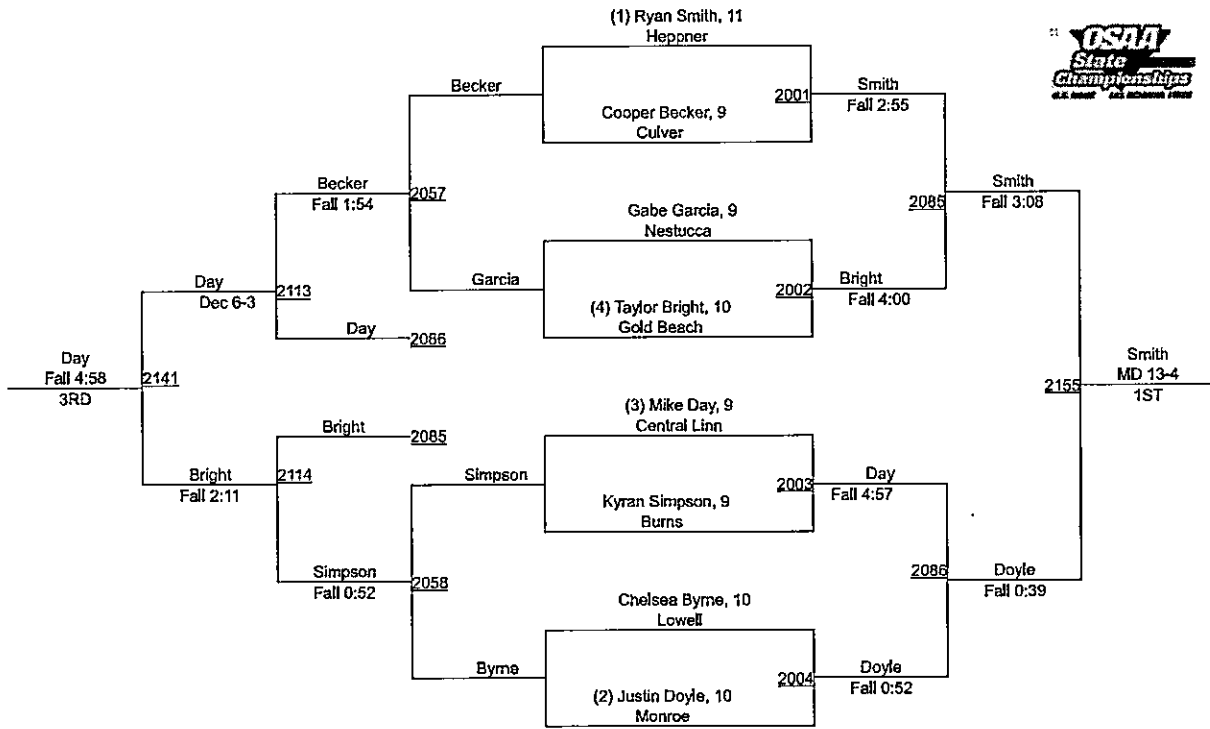 (1) Ryan Smith, 11
Heppner
OSAA
State
Championships
Becker
2001
Smith
Fall 2:55
Cooper Becker, 9
Culver
Becker
Fall 1:54
2057
Gabe Garcia, 9
Nestucca
2085
Smith
Fall 3:08
Day
Dec 6-3
2113
Garcia
2002
Bright
Fall 4:00
(4) Taylor Bright, 10
Gold Beach
Day
2086
Day
Fall 4:58
3RD
2141
Smith
MD 13-4
1ST
2155
(3) Mike Day, 9
Central Linn
Bright
2085
Bright
Fall 2:11
2114
Simpson
2003
Day
Fall 4:57
Kyran Simpson, 9
Burns
Simpson
Fall 0:52
2058
2086
Doyle
Fall 0:39
Chelsea Byrne, 10
Lowell
Byrne
2004
Doyle
Fall 0:52
(2) Justin Doyle, 10
Monroe